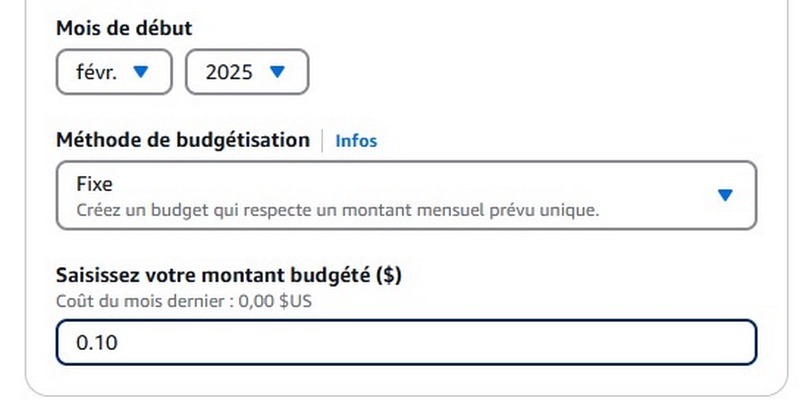 Mois de début
févr. 2025
Méthode de budgétisation Infos
Fixe
Créez un budget qui respecte un montant mensuel prévu unique.
Saisissez votre montant budgété ($)
Coût du mois dernier : 0,00 $US
0.10